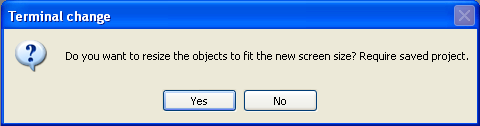 Terminal change
Do you want to resize the objects to fit the new screen size? Require saved project.
Yes
No